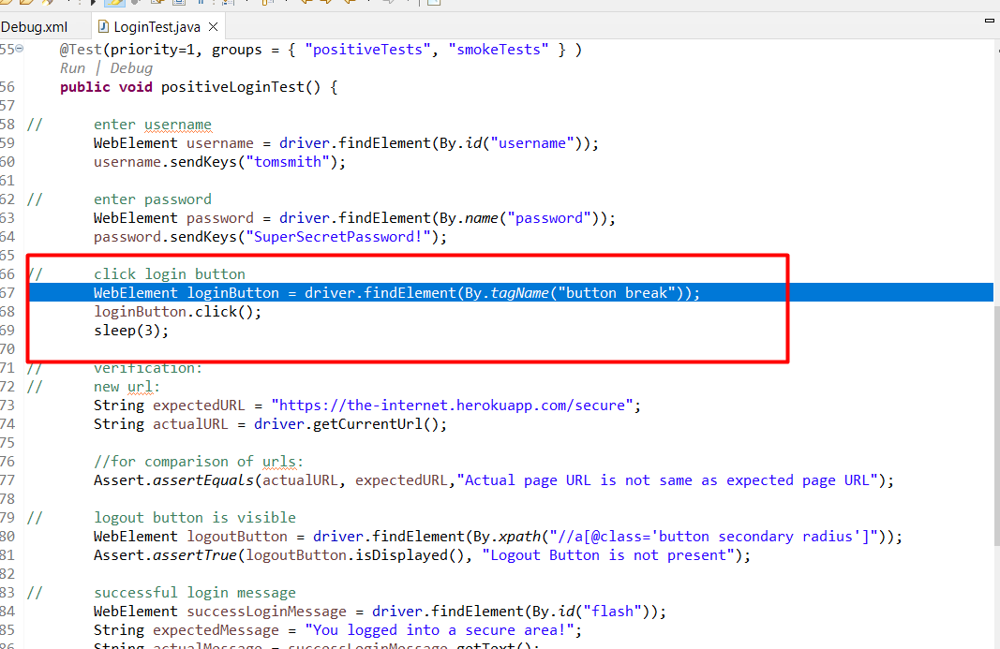 Debug.xml LoginTest.java
55 @Test(priority=1, groups = { "positiveTests", "smokeTests" } )
Run | Debug
56 public void positiveLoginTest() {
57
58 // enter username
59 WebElement username = driver.findElement(By.id("username"));
60 username.sendKeys("tomsmith");
61
62 // enter password
63 WebElement password = driver.findElement(By.name("password"));
64 password.sendKeys("SuperSecretPassword!");
65
66 // click login button
67 WebElement loginButton = driver.findElement(By.tagName("button break"));
68 loginButton.click();
69 sleep(3);
70
71 // verification:
72 // new url:
73 String expectedURL = "https://the-internet.herokuapp.com/secure";
74 String actualURL = driver.getCurrentUrl();
75
76 //for comparison of urls:
77 Assert.assertEquals(actualURL, expectedURL,"Actual page URL is not same as expected page URL");
78
79 // logout button is visible
80 WebElement logoutButton = driver.findElement(By.xpath("//a[@class='button secondary radius']"));
81 Assert.assertTrue(logoutButton.isDisplayed(), "Logout Button is not present");
82
83 // successful login message
84 WebElement successLoginMessage = driver.findElement(By.id("flash"));
85 String expectedMessage = "You logged into a secure area!";
86 String actualMessage = successLoginMessage.getText();